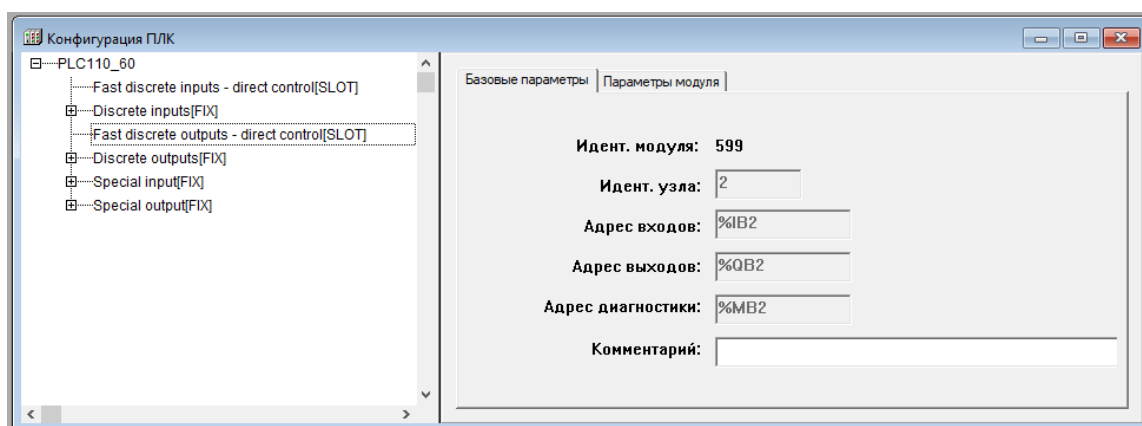 Конфигурация ПЛК
PLC110_60
Fast discrete inputs - direct control[SLOT]
Discrete inputs[FIX]
Fast discrete outputs - direct control[SLOT]
Discrete outputs[FIX]
Special input[FIX]
Special output[FIX]
Базовые параметры Параметры модуля
Идент. модуля: 599
Идент. узла: 2
Адрес входов: %IB2
Адрес выходов: %QB2
Адрес диагностики: %MB2
Комментарий: